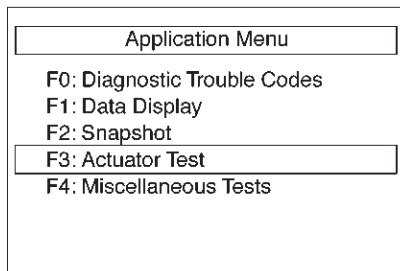 Application Menu
F0: Diagnostic Trouble Codes
F1: Data Display
F2: Snapshot
F3: Actuator Test
F4: Miscellaneous Tests